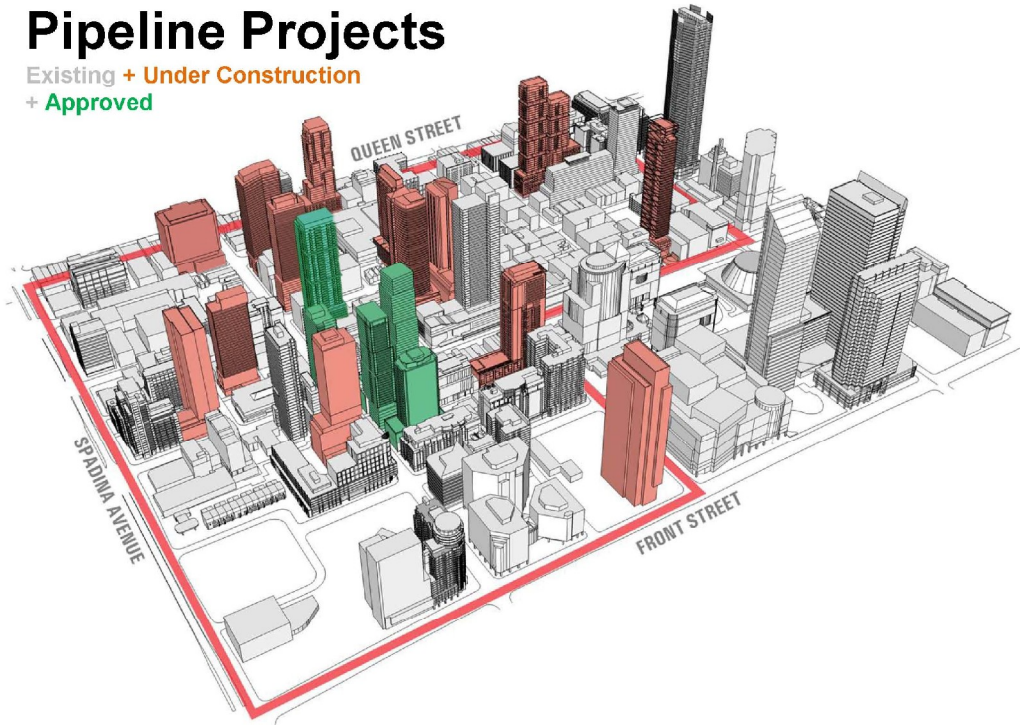 Pipeline Projects
Existing + Under Construction
+ Approved
QUEEN STREET
SPADINA AVENUE
FRONT STREET